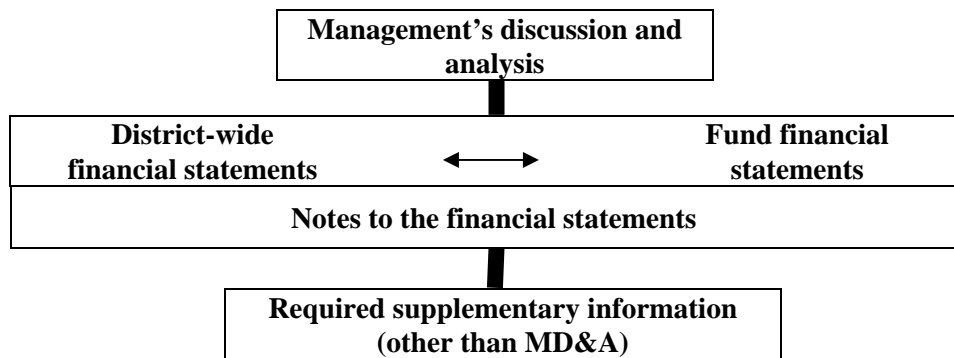 Management’s discussion and
analysis
District-wide
financial statements
Fund financial
statements
Notes to the financial statements
Required supplementary information
(other than MD&A)